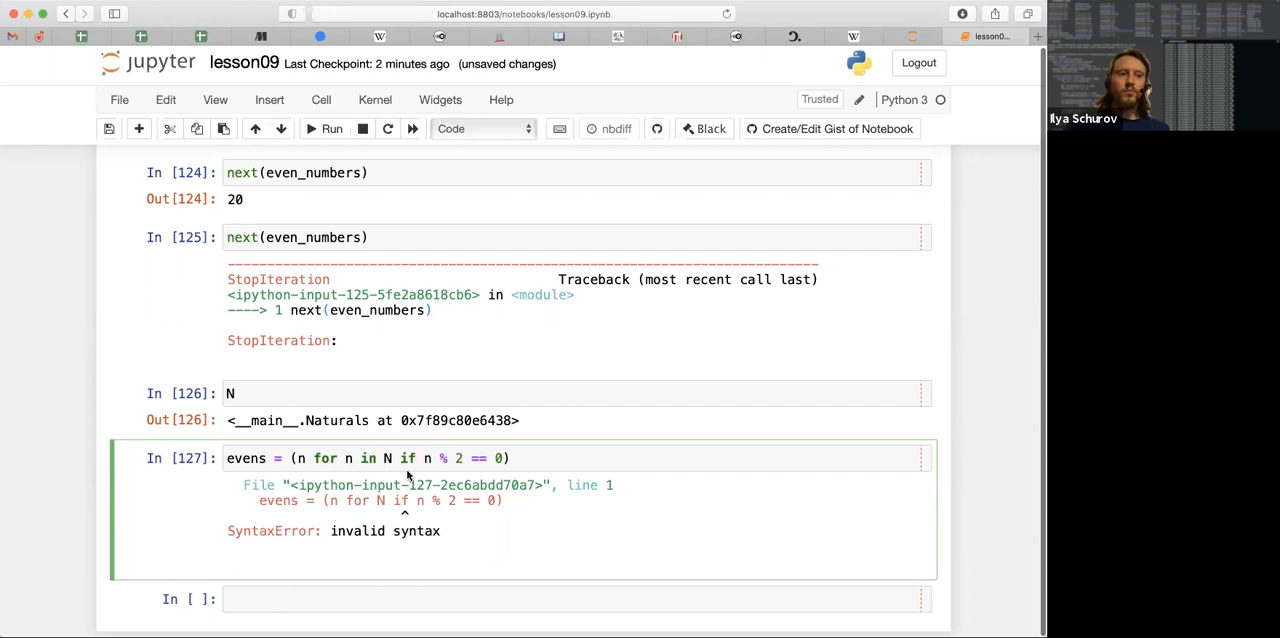 localhost:8803/notebooks/lesson09.ipynb
lesson0...
jupyter lesson09 Last Checkpoint: 2 minutes ago (unsaved changes)
Logout
File Edit View Insert Cell Kernel Widgets Help
Trusted Python 3
Run Code nbdiff Black Create/Edit Gist of Notebook
In [124]: next(even_numbers)
Out[124]: 20
In [125]: next(even_numbers)
StopIteration Traceback (most recent call last)
<ipython-input-125-5fe2a8618cb6> in <module>
----> 1 next(even_numbers)
StopIteration:
In [126]: N
Out[126]: <__main__.Naturals at 0x7f89c80e6438>
In [127]: evens = (n for n in N if n % 2 == 0)
File "<ipython-input-127-2ec6abdd70a7>", line 1
evens = (n for N if n % 2 == 0)
^
SyntaxError: invalid syntax
In [ ]:
Ilya Schurov